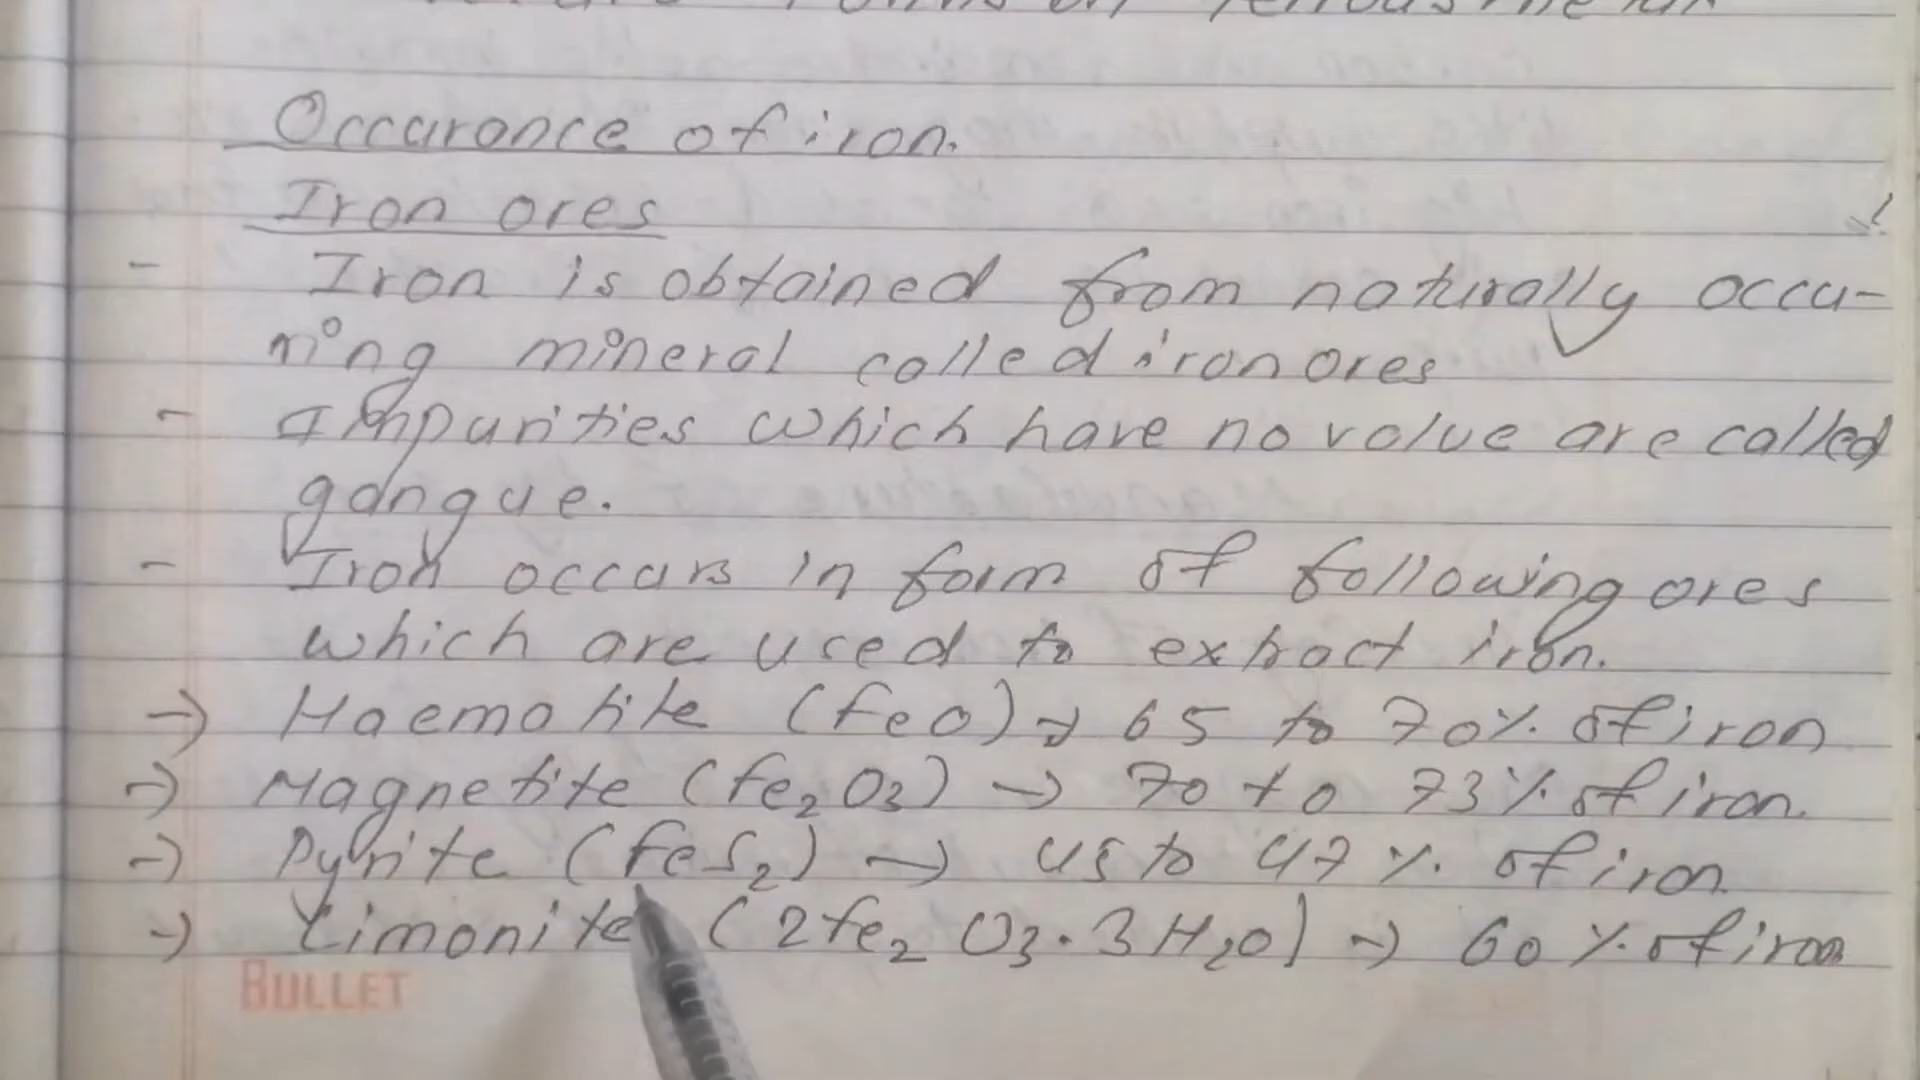 Occurance of iron.
Iron ores
- Iron is obtained from naturally occu-
ring mineral called iron ores
- Impurities which have no value are called
gangue.
- Iron occurs in form of following ores
which are used to extract iron.
→ Haematite (FeO) → 65 to 70% of iron
→ Magnetite (Fe₂O₃) → 70 to 73% of iron.
→ Pyrite (FeS₂) → 45 to 47%. of iron
→ Limonite (2Fe₂O₃.3H₂O) → 60%. of iron
BULLET